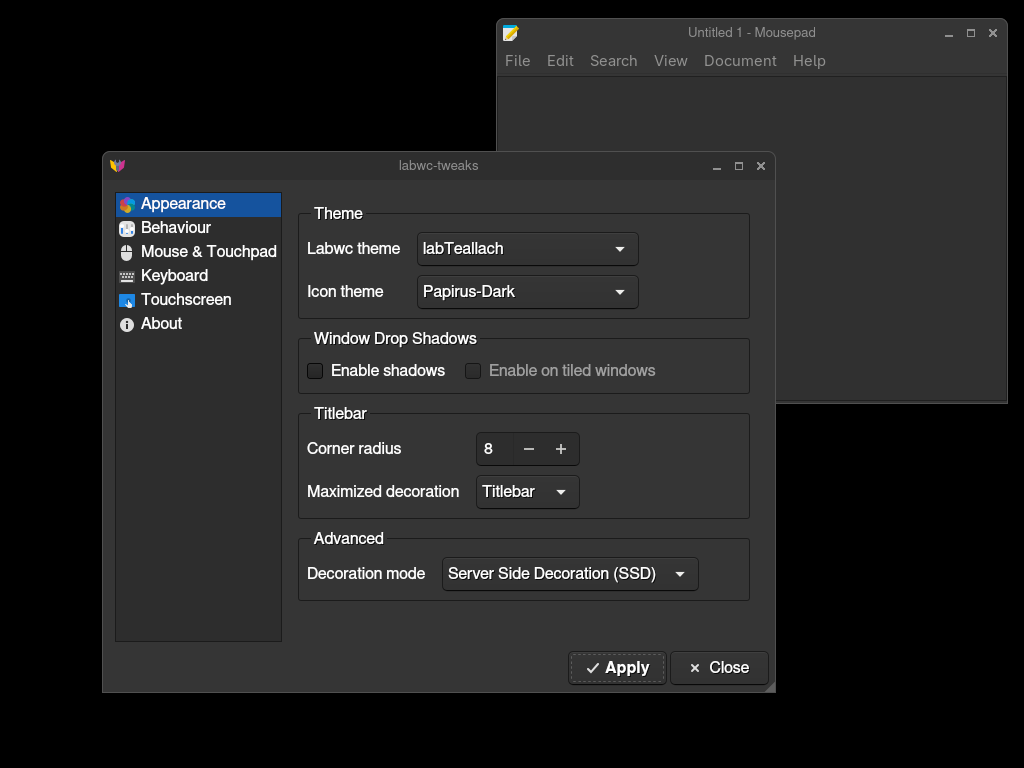 Untitled 1 - Mousepad
File Edit Search View Document Help
labwc-tweaks
Appearance
Behaviour
Mouse & Touchpad
Keyboard
Touchscreen
About
Theme
Labwc theme labTeallach
Icon theme Papirus-Dark
Window Drop Shadows
Enable shadows Enable on tiled windows
Titlebar
Corner radius 8
Maximized decoration Titlebar
Advanced
Decoration mode Server Side Decoration (SSD)
Apply Close